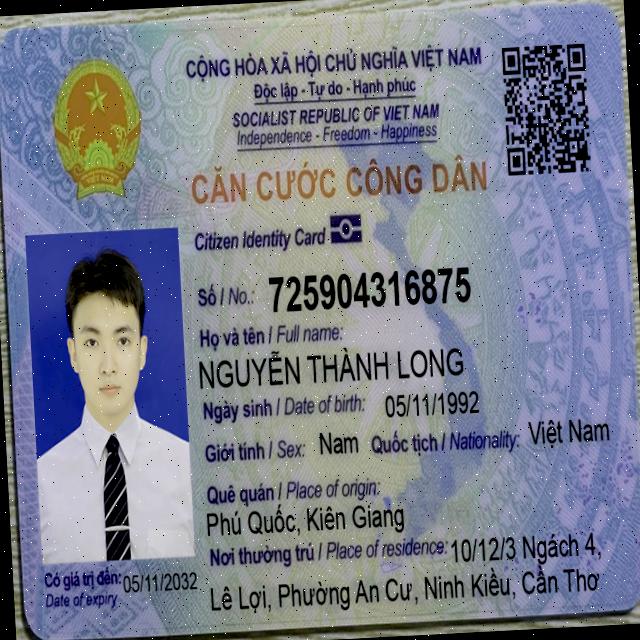 CỘNG HÒA XÃ HỘI CHỦ NGHĨA VIỆT NAM
Độc lập - Tự do - Hạnh phúc
SOCIALIST REPUBLIC OF VIET NAM
Independence - Freedom - Happiness
CĂN CƯỚC CÔNG DÂN
Citizen Identity Card
Số / No.: 725904316875
Họ và tên / Full name:
NGUYỄN THÀNH LONG
Ngày sinh / Date of birth: 05/11/1992
Giới tính / Sex: Nam Quốc tịch / Nationality: Việt Nam
Quê quán / Place of origin:
Phú Quốc, Kiên Giang
Nơi thường trú / Place of residence: 10/12/3 Ngách 4,
Lê Lợi, Phường An Cư, Ninh Kiều, Cần Thơ
Có giá trị đến: 05/11/2032
Date of expiry